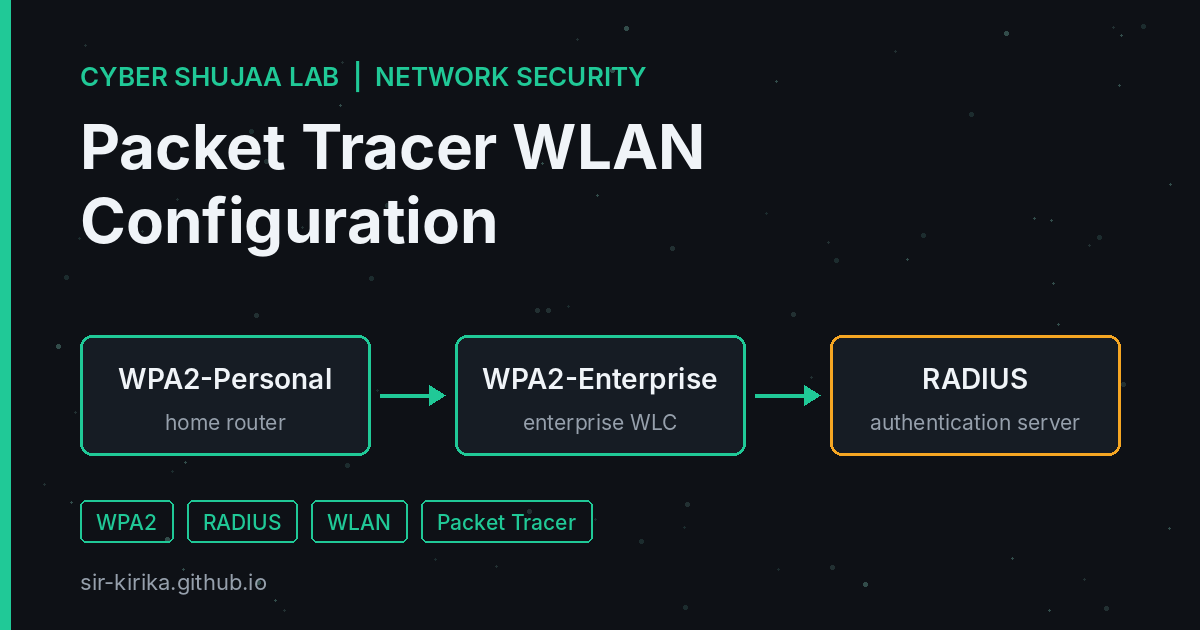 CYBER SHUJAA LAB | NETWORK SECURITY
Packet Tracer WLAN
Configuration
WPA2-Personal
home router
WPA2-Enterprise
enterprise WLC
RADIUS
authentication server
WPA2
RADIUS
WLAN
Packet Tracer
sir-kirika.github.io